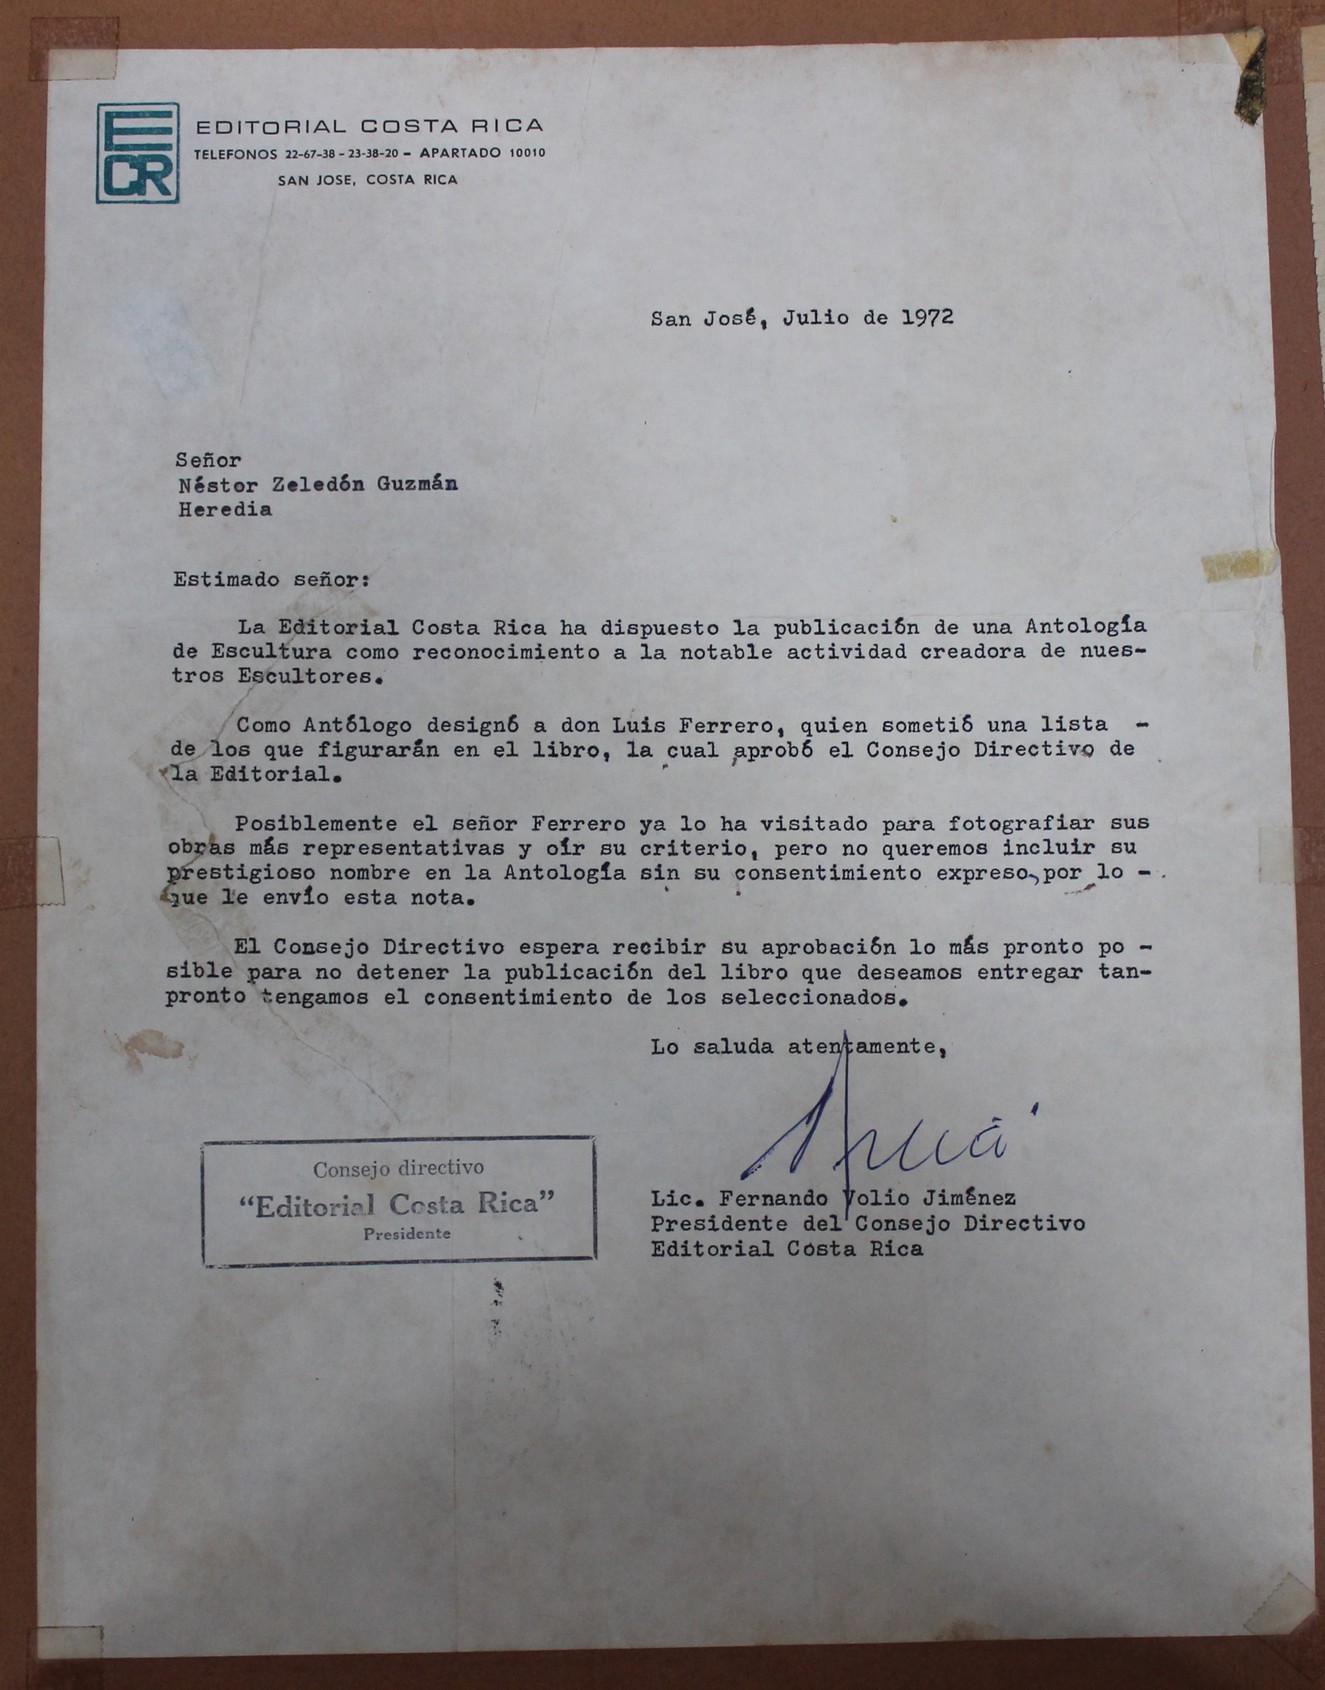 ECR
EDITORIAL COSTA RICA
TELEFONOS 22-67-38 - 23-38-20 - APARTADO 10010
SAN JOSE, COSTA RICA
San José, Julio de 1972
Señor
Néstor Zeledón Guzmán
Heredia
Estimado señor:
La Editorial Costa Rica ha dispuesto la publicación de una Antología
de Escultura como reconocimiento a la notable actividad creadora de nues-
tros Escultores.
Como Antólogo designó a don Luis Ferrero, quien sometió una lista -
de los que figurarán en el libro, la cual aprobó el Consejo Directivo de
la Editorial.
Posiblemente el señor Ferrero ya lo ha visitado para fotografiar sus
obras más representativas y oír su criterio, pero no queremos incluir su
prestigioso nombre en la Antología sin su consentimiento expreso, por lo -
que le envío esta nota.
El Consejo Directivo espera recibir su aprobación lo más pronto po -
sible para no detener la publicación del libro que deseamos entregar tan-
pronto tengamos el consentimiento de los seleccionados.
Lo saluda atentamente,
Lic. Fernando Volio Jiménez
Presidente del Consejo Directivo
Editorial Costa Rica
Consejo directivo
"Editorial Costa Rica"
Presidente